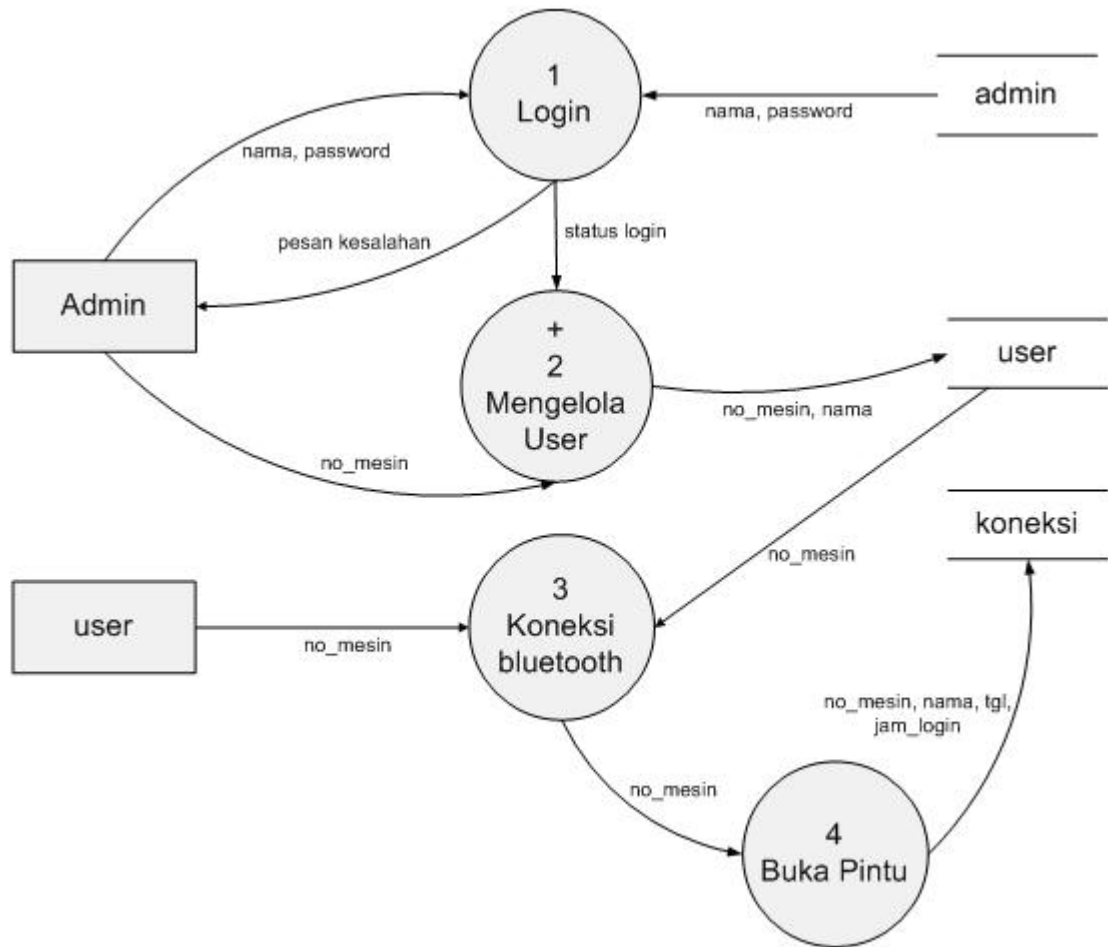 1
Login
admin
nama, password
nama, password
pesan kesalahan
status login
Admin
+
2
Mengelola
User
user
no_mesin, nama
no_mesin
koneksi
no_mesin
3
Koneksi
bluetooth
user
no_mesin
no_mesin, nama, tgl,
jam_login
no_mesin
4
Buka Pintu